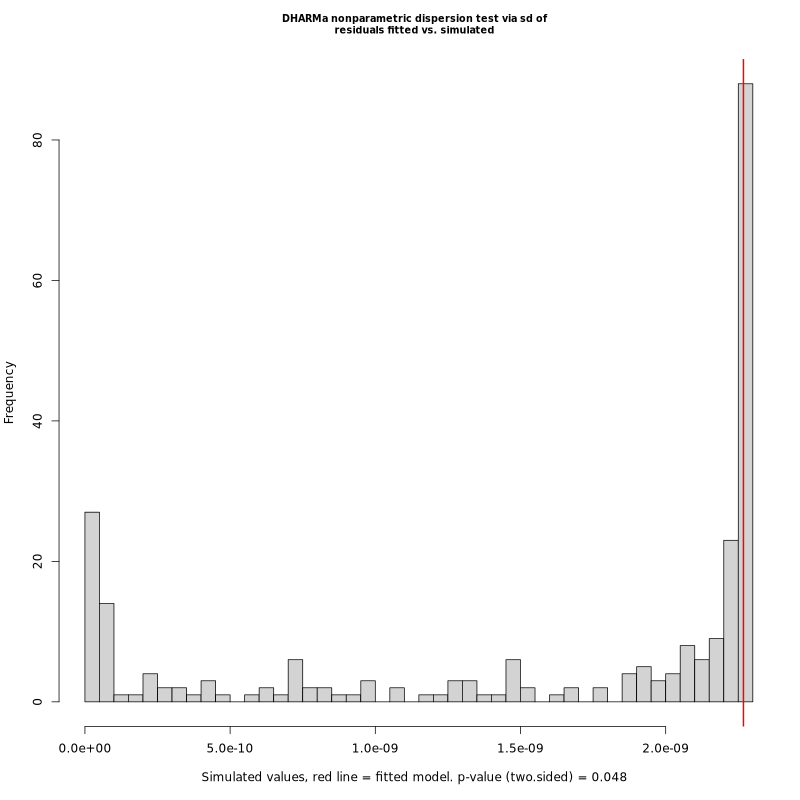 DHARMa nonparametric dispersion test via sd of
residuals fitted vs. simulated
Frequency
80
60
40
20
0
0.0e+00 5.0e-10 1.0e-09 1.5e-09 2.0e-09
Simulated values, red line = fitted model. p-value (two.sided) = 0.048